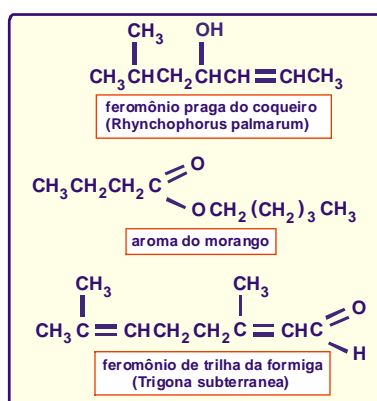 CH₃ OH
CH₃CHCH₂CHCH=CHCH₃
feromônio praga do coqueiro
(Rhynchophorus palmarum)
O
CH₃CH₂CH₂C
OCH₂(CH₂)₃CH₃
aroma do morango
CH₃ CH₃
O
CH₃C=CHCH₂CH₂C=CHC
H
feromônio de trilha da formiga
(Trigona subterranea)